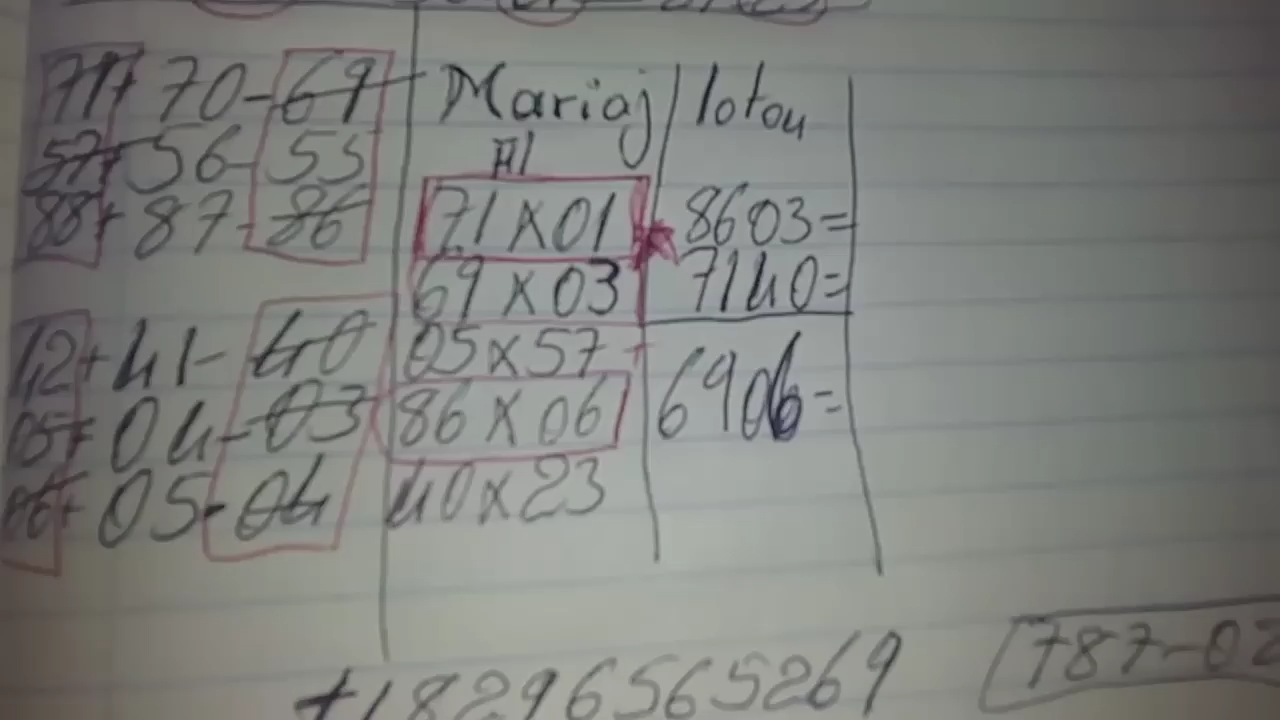 71+ 70-69
57+ 56-55
88+ 87-86
42+41-40
05+04-03
06+05-04
Mariaj
A1
71X01
69X03
05X57
86X06
40X23
lotou
8603=
7140=
6906=
+18296565269
787-02